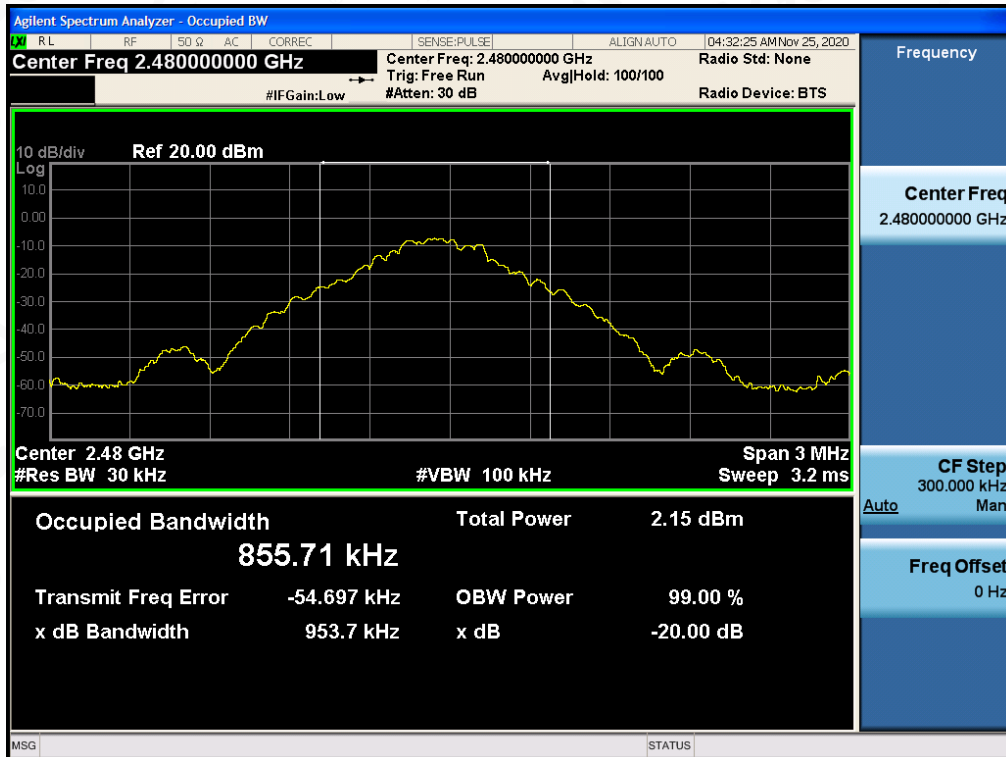 Agilent Spectrum Analyzer - Occupied BW
LXI RL RF 50 Ω AC CORREC SENSE:PULSE ALIGN AUTO 04:32:25 AM Nov 25, 2020
Center Freq 2.480000000 GHz
Center Freq: 2.480000000 GHz Radio Std: None
Trig: Free Run Avg|Hold: 100/100
#IFGain:Low #Atten: 30 dB Radio Device: BTS
Frequency
10 dB/div Ref 20.00 dBm
Log
10.0
0.00
-10.0
-20.0
-30.0
-40.0
-50.0
-60.0
-70.0
Center 2.48 GHz Span 3 MHz
#Res BW 30 kHz #VBW 100 kHz Sweep 3.2 ms
Center Freq
2.480000000 GHz
CF Step
300.000 kHz
Auto Man
Freq Offset
0 Hz
Occupied Bandwidth Total Power 2.15 dBm
855.71 kHz
Transmit Freq Error -54.697 kHz OBW Power 99.00 %
x dB Bandwidth 953.7 kHz x dB -20.00 dB
MSG STATUS